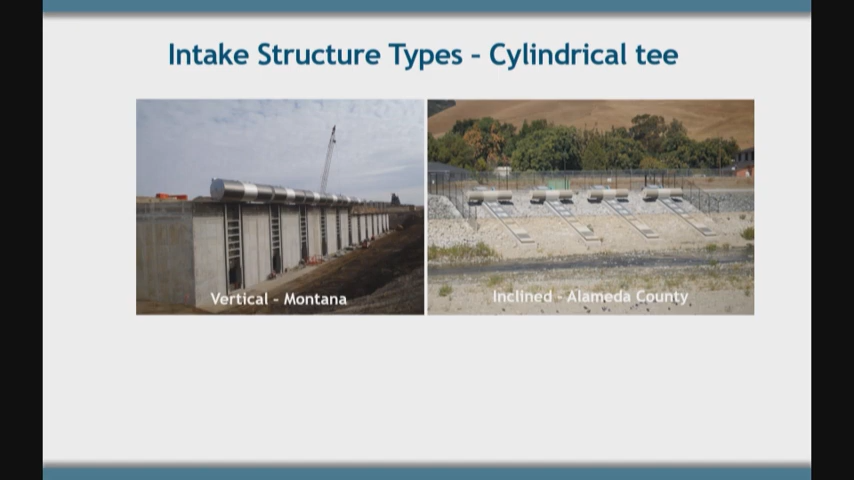 Intake Structure Types - Cylindrical tee
Vertical - Montana
Inclined - Alameda County